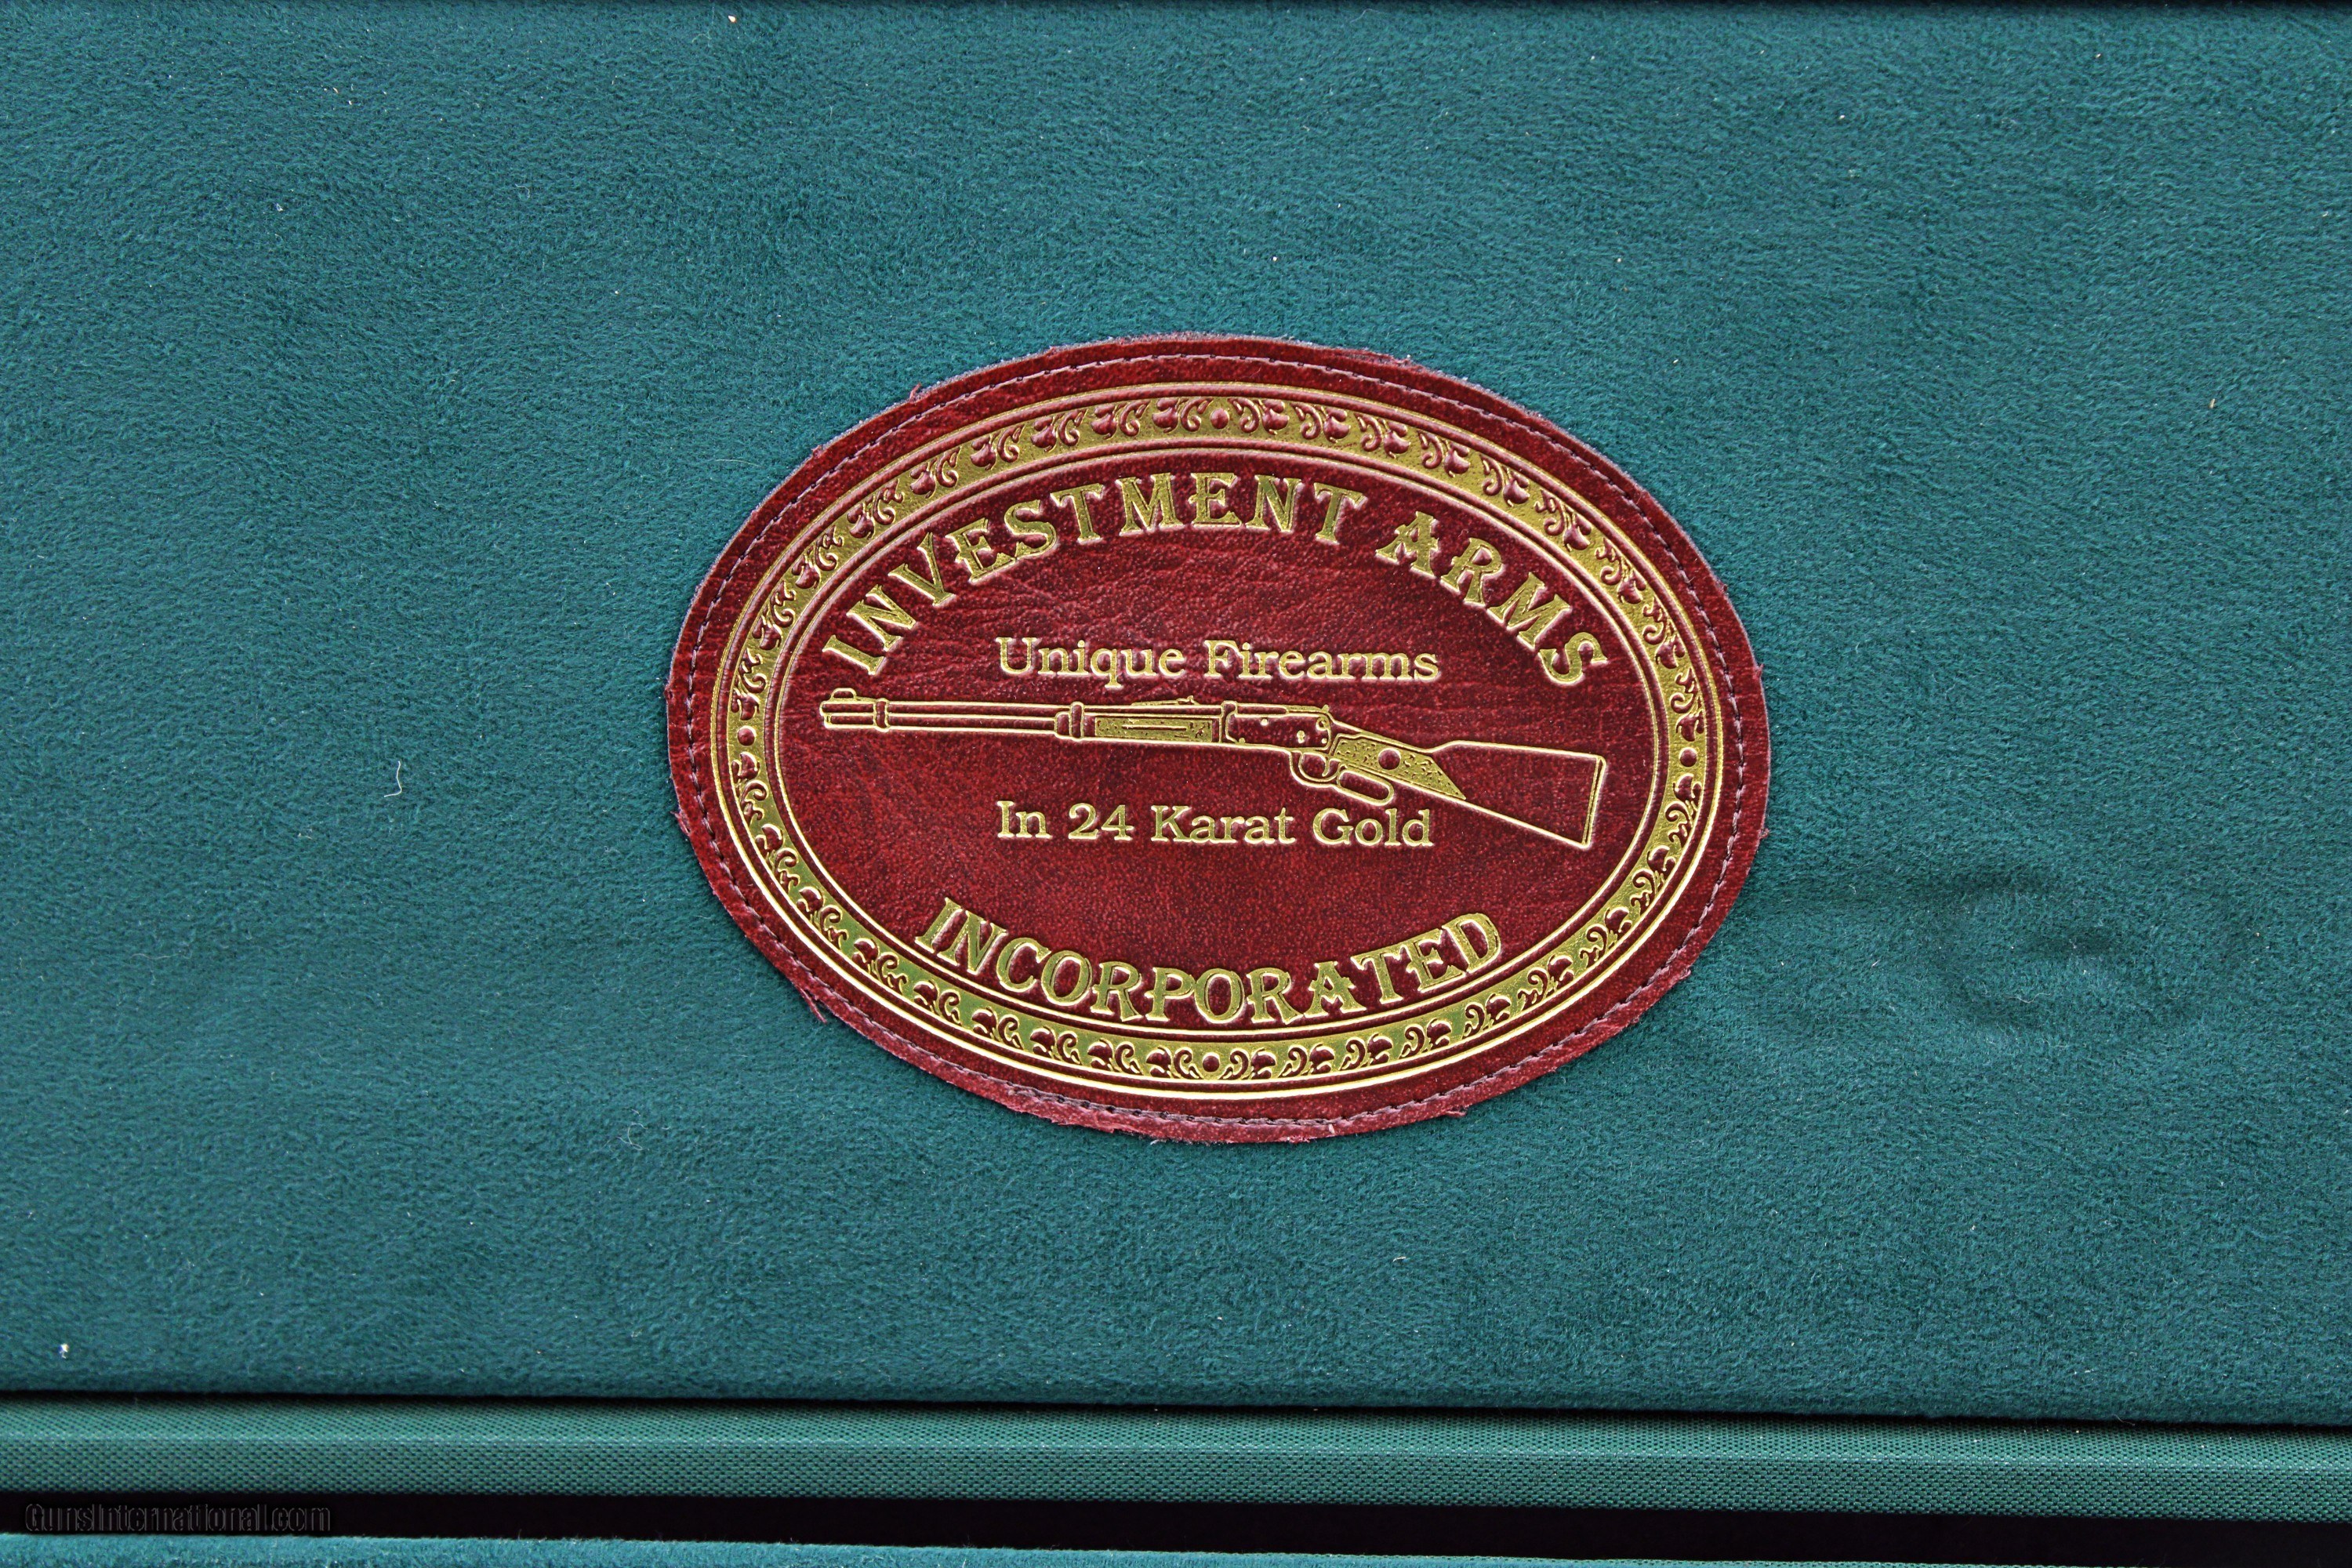 INVESTMENT ARMS
Unique Firearms
In 24 Karat Gold
INCORPORATED
GunsInternational.com